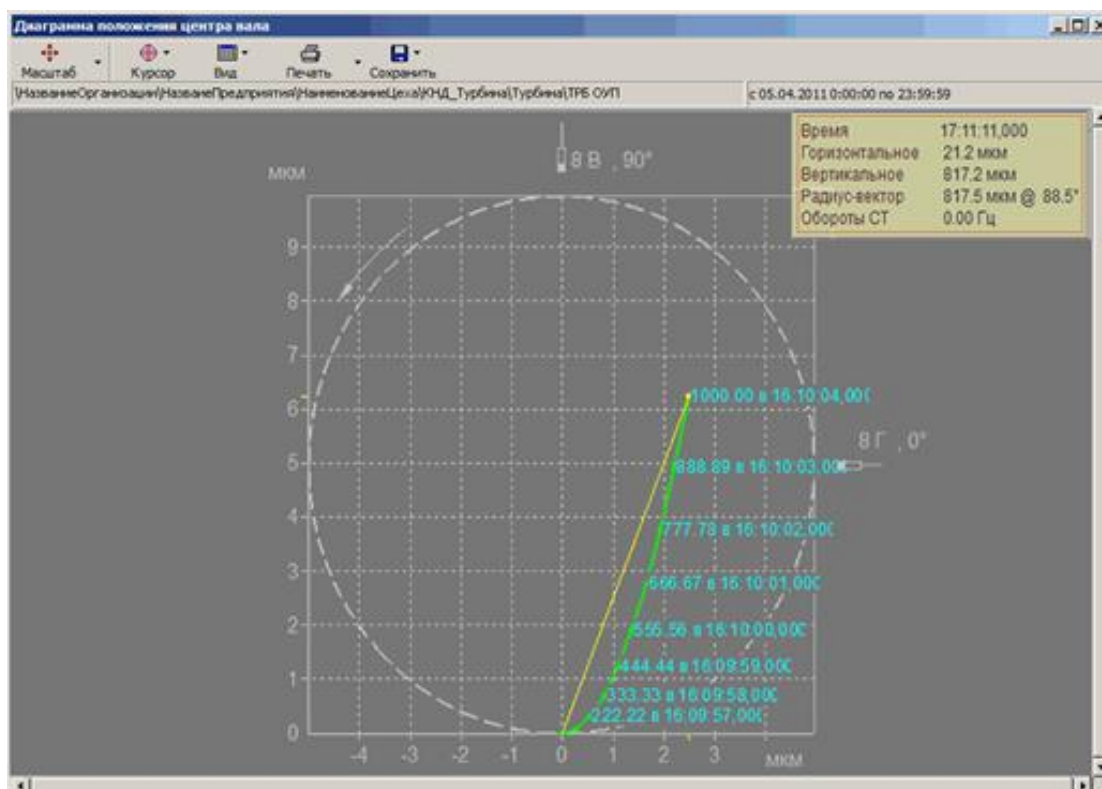 Диаграмма положения центра вала
Масштаб Курсор Вид Печать Сохранить
\НазваниеОрганизации\НазваниеПредприятия\НаименованиеЦеха\КНД_Турбина\Турбина\ТРБ ОУП с 05.04.2011 0:00:00 по 23:59:59
Время 17:11:11,000
Горизонтальное 21.2 мкм
Вертикальное 817.2 мкм
Радиус-вектор 817.5 мкм @ 88.5°
Обороты СТ 0.00 Гц
8 В , 90°
мкм
9
8
7
6
1000.00 в 16:10:04,00(
8 Г , 0°
5
888.89 в 16:10:03,00
4
777.78 в 16:10:02,00(
3
666.67 в 16:10:01,00(
2
555.56 в 16:10:00,00(
1
444.44 в 16:09:59,00(
333.33 в 16:09:58,00(
222.22 в 16:09:57,00(
0
-4 -3 -2 -1 0 1 2 3 мкм